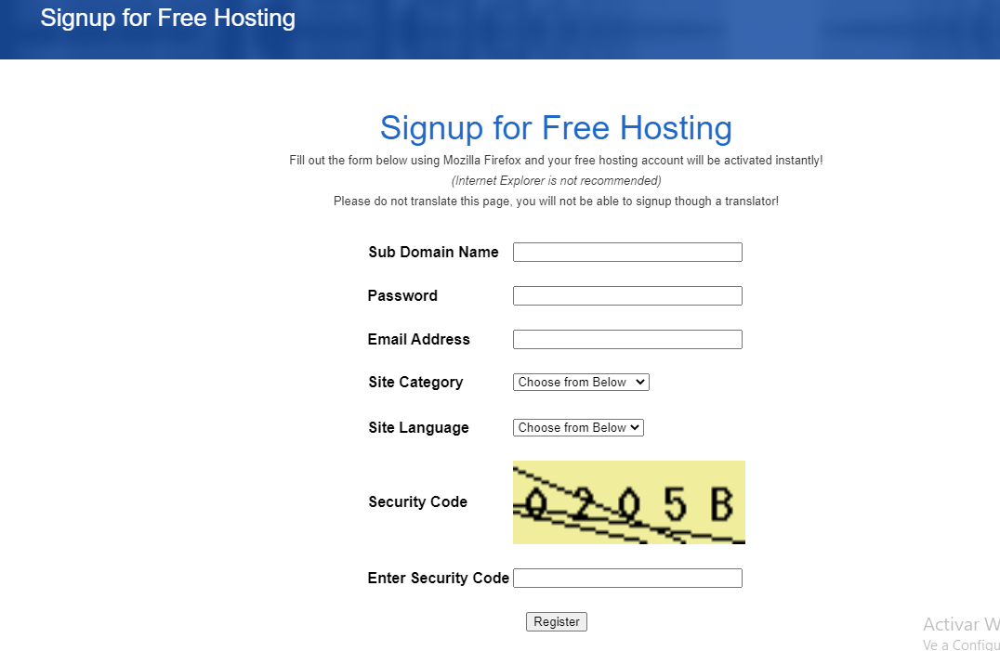 Signup for Free Hosting
Signup for Free Hosting
Fill out the form below using Mozilla Firefox and your free hosting account will be activated instantly!
(Internet Explorer is not recommended)
Please do not translate this page, you will not be able to signup though a translator!
Sub Domain Name
Password
Email Address
Site Category Choose from Below
Site Language Choose from Below
Security Code
Enter Security Code
Register
Activar W
Ve a Configu